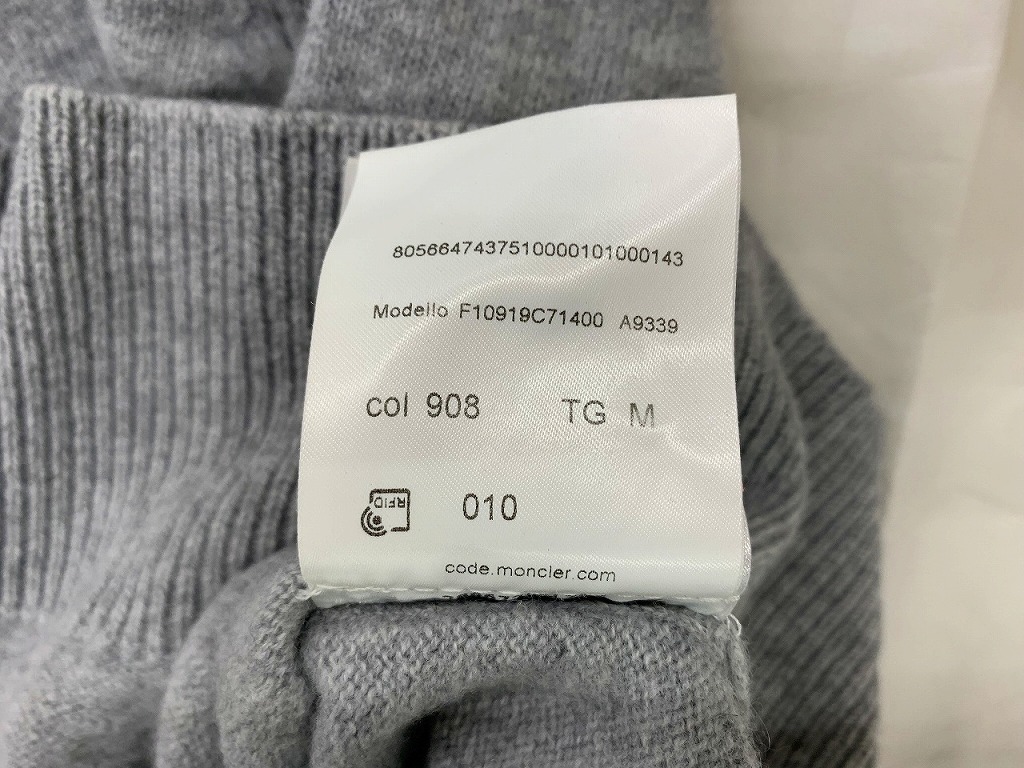 8056647437510000101000143
Modello F10919C71400 A9339
col 908 TG M
RFID
010
code.moncler.com